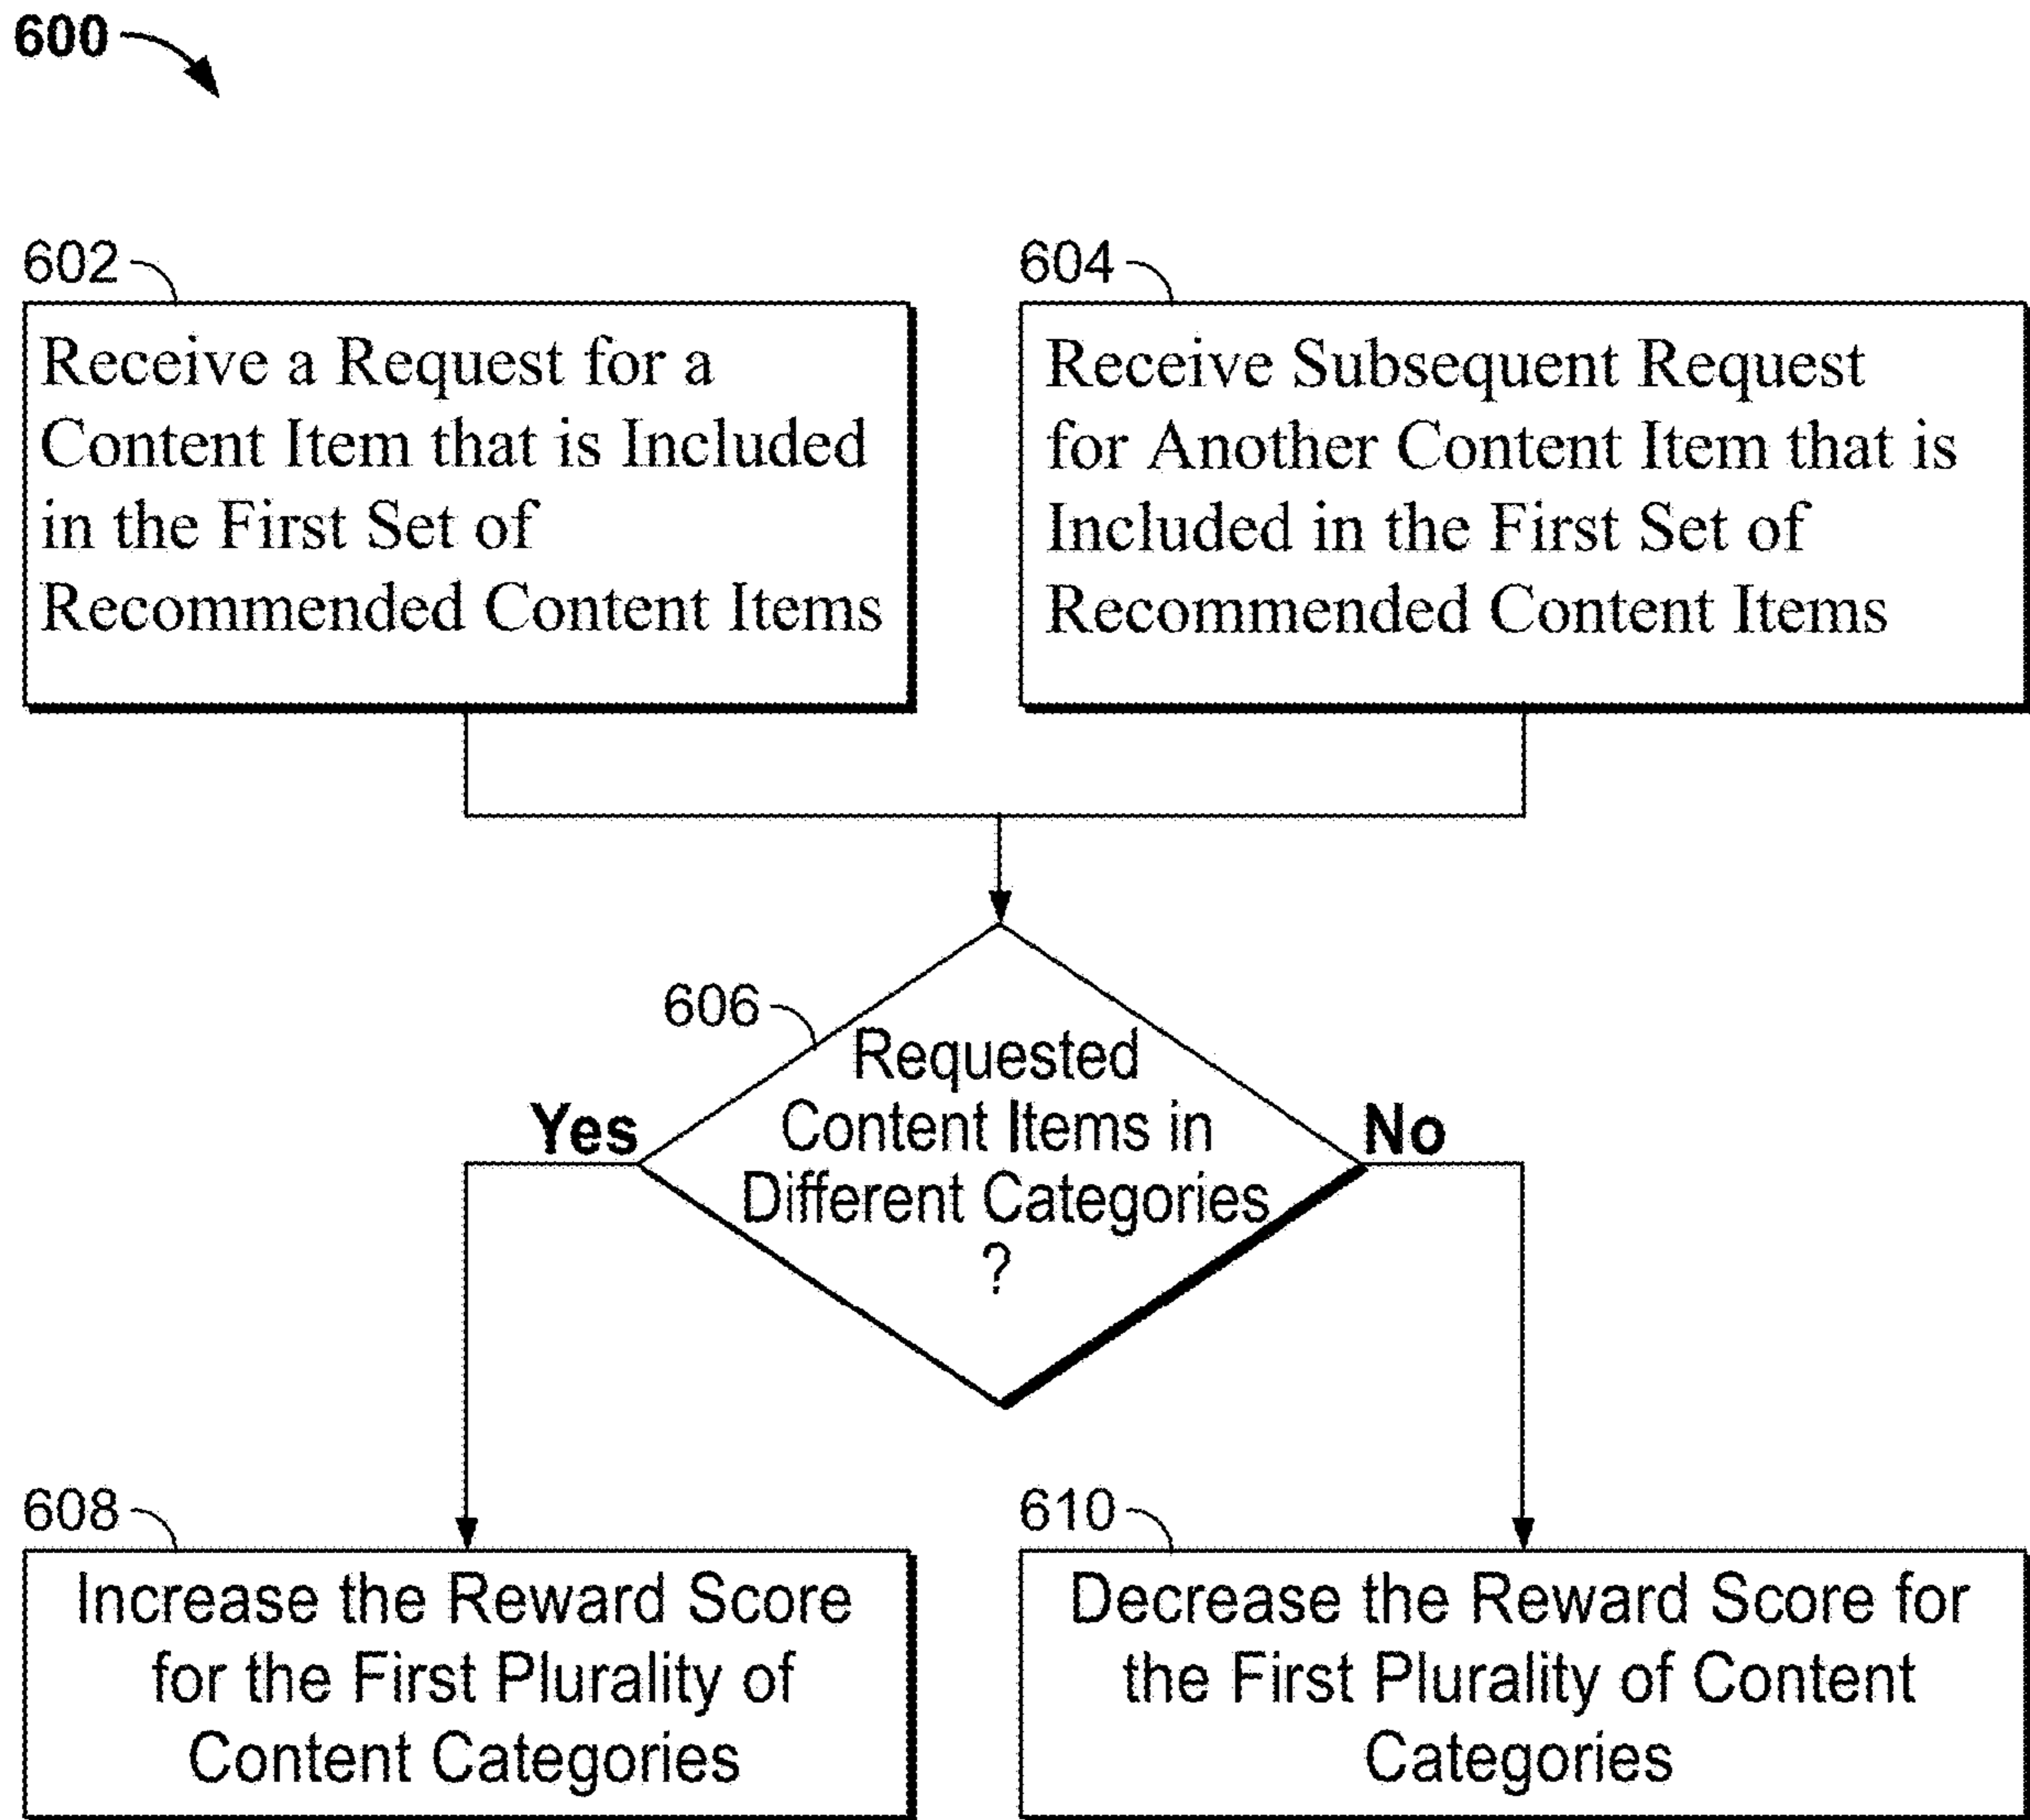 600
602
Receive a Request for a
Content Item that is Included
in the First Set of
Recommended Content Items
604
Receive Subsequent Request
for Another Content Item that is
Included in the First Set of
Recommended Content Items
606
Requested
Content Items in
Different Categories
?
Yes
No
608
Increase the Reward Score
for the First Plurality of
Content Categories
610
Decrease the Reward Score for
the First Plurality of Content
Categories